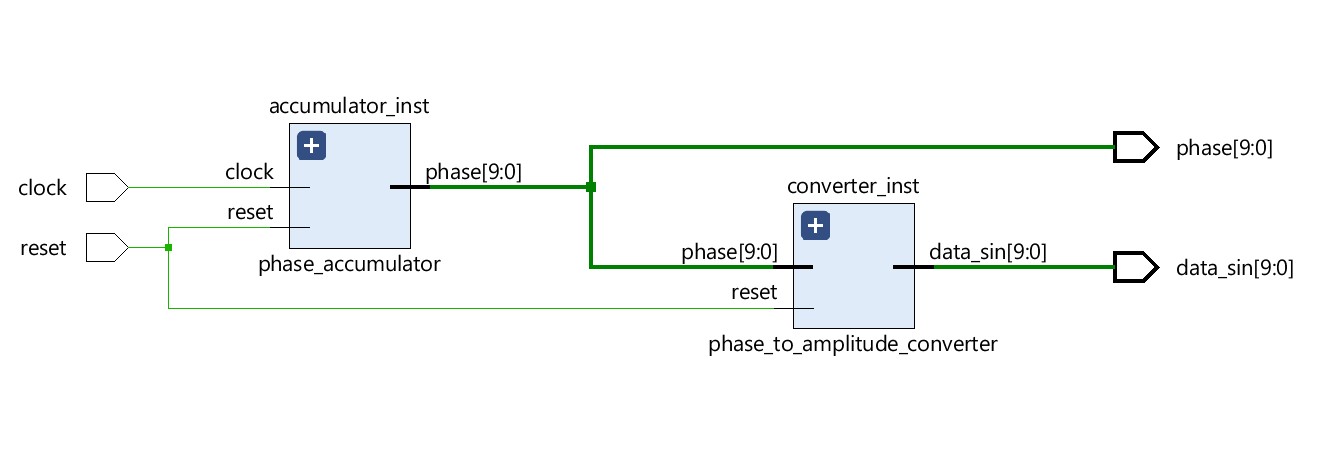 accumulator_inst
clock
clock
phase[9:0]
phase[9:0]
reset
reset
phase_accumulator
converter_inst
phase[9:0]
data_sin[9:0]
data_sin[9:0]
reset
phase_to_amplitude_converter